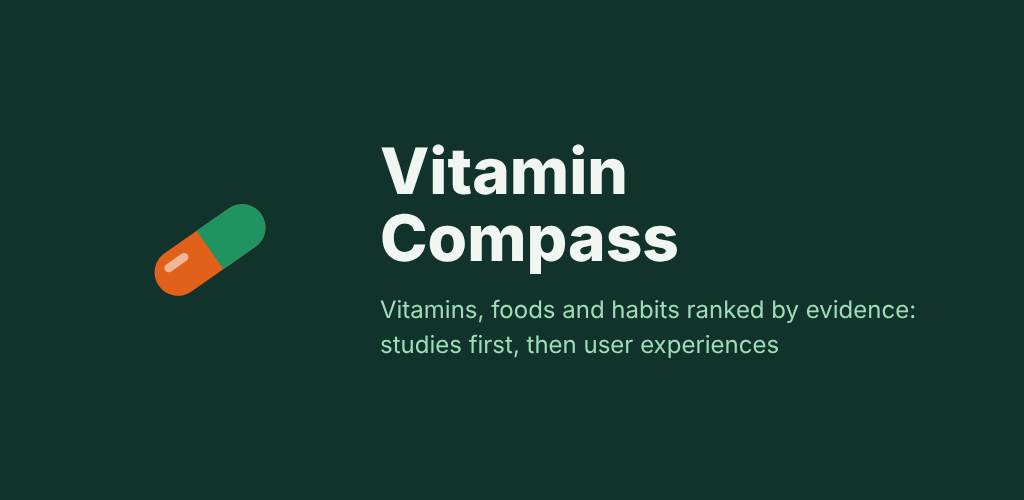 Vitamin
Compass
Vitamins, foods and habits ranked by evidence:
studies first, then user experiences